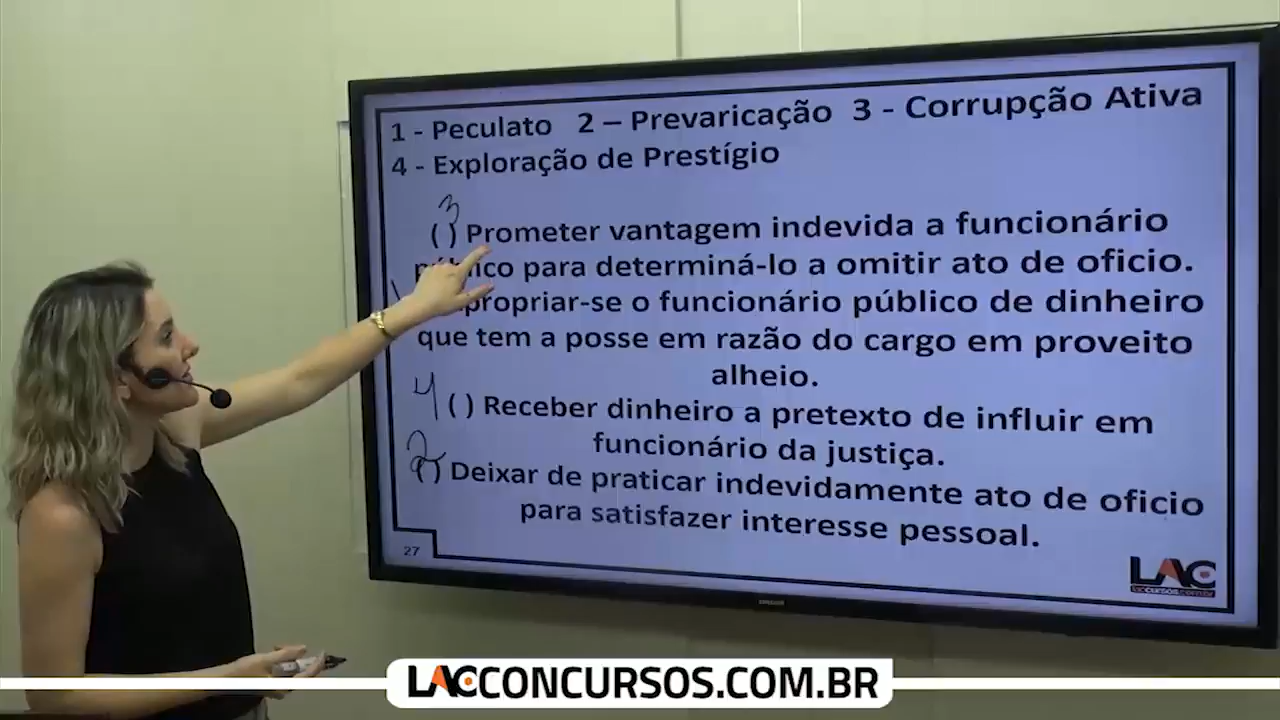 1 - Peculato 2 – Prevaricação 3 - Corrupção Ativa
4 - Exploração de Prestígio
3
( ) Prometer vantagem indevida a funcionário
para determiná-lo a omitir ato de oficio.
propriar-se o funcionário público de dinheiro
que tem a posse em razão do cargo em proveito
alheio.
4 ( ) Receber dinheiro a pretexto de influir em
funcionário da justiça.
2
( ) Deixar de praticar indevidamente ato de oficio
para satisfazer interesse pessoal.
27
LAC
LACCONCURSOS.COM.BR